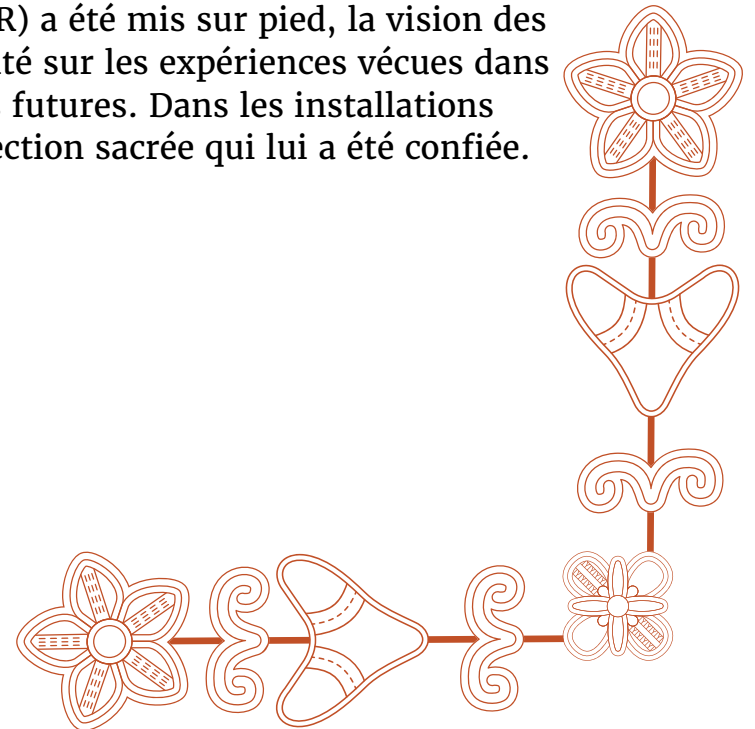 R) a été mis sur pied, la vision des
té sur les expériences vécues dans
futures. Dans les installations
ection sacrée qui lui a été confiée.